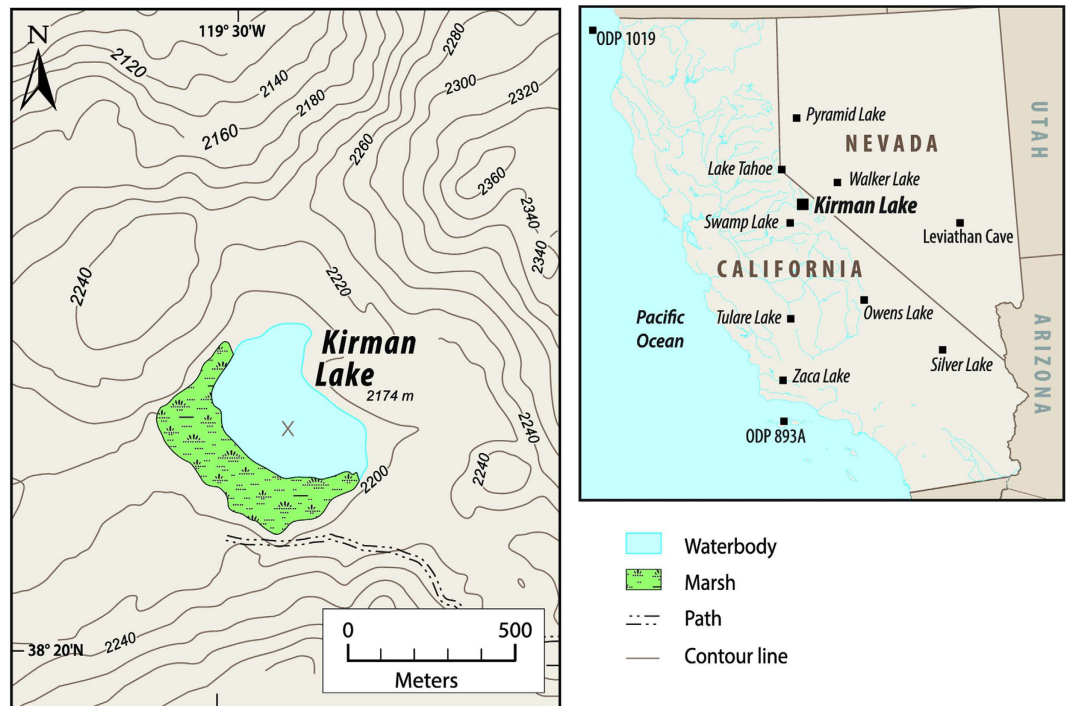 N
119° 30'W
2120
2140
2160
2180
2280
2300
2320
2260
2360
2340
2340
2240
2220
Kirman
Lake
2174 m
2240
2240
2200
38° 20'N
2240
0 500
Meters
ODP 1019
Pyramid Lake
NEVADA
UTAH
Lake Tahoe
Walker Lake
Kirman Lake
Swamp Lake
Leviathan Cave
CALIFORNIA
Pacific
Ocean
Tulare Lake
Owens Lake
ARIZONA
Silver Lake
Zaca Lake
ODP 893A
Waterbody
Marsh
Path
Contour line